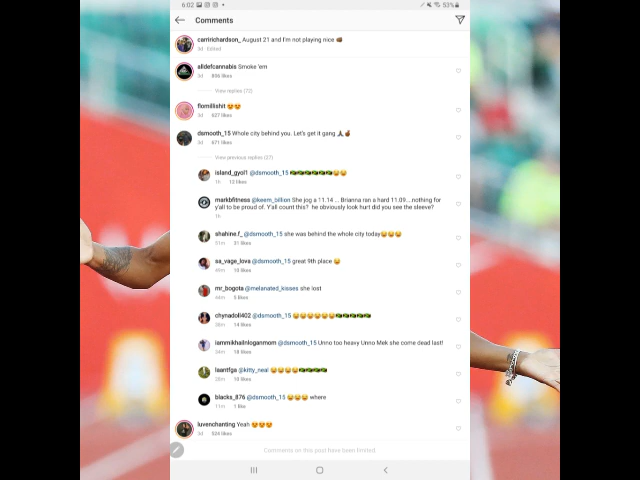 6:02
53%
Comments
carririchardson_ August 21 and I'm not playing nice
3d Edited
alldefcannabis Smoke 'em
3d 856 likes
View replies (72)
flomillishit
3d 627 likes
dsmooth_15 Whole city behind you. Let's get it gang
3d 671 likes
View previous replies (27)
island_gyol1 @dsmooth_15
1h 12 likes
markbfitness @keem_billion She jog a 11.14 ... Brianna ran a hard 11.09... nothing for
y'all to be proud of. Y'all count this? he obviously look hurt did you see the sleeve?
1h
shahine.f_ @dsmooth_15 she was behind the whole city today
51m 31 likes
sa_vage_lova @dsmooth_15 great 9th place
49m 10 likes
mr_bogota @melanated_kisses she lost
44m 5 likes
chynadoll402 @dsmooth_15
38m 14 likes
iammikhailnloganmom @dsmooth_15 Unno too heavy Unno Mek she come dead last!
34m 18 likes
laantfga @kitty_neal
28m 10 likes
blacks_876 @dsmooth_15 where
11m 1 like
luvenchanting Yeah
3d 524 likes
Comments on this post have been limited.